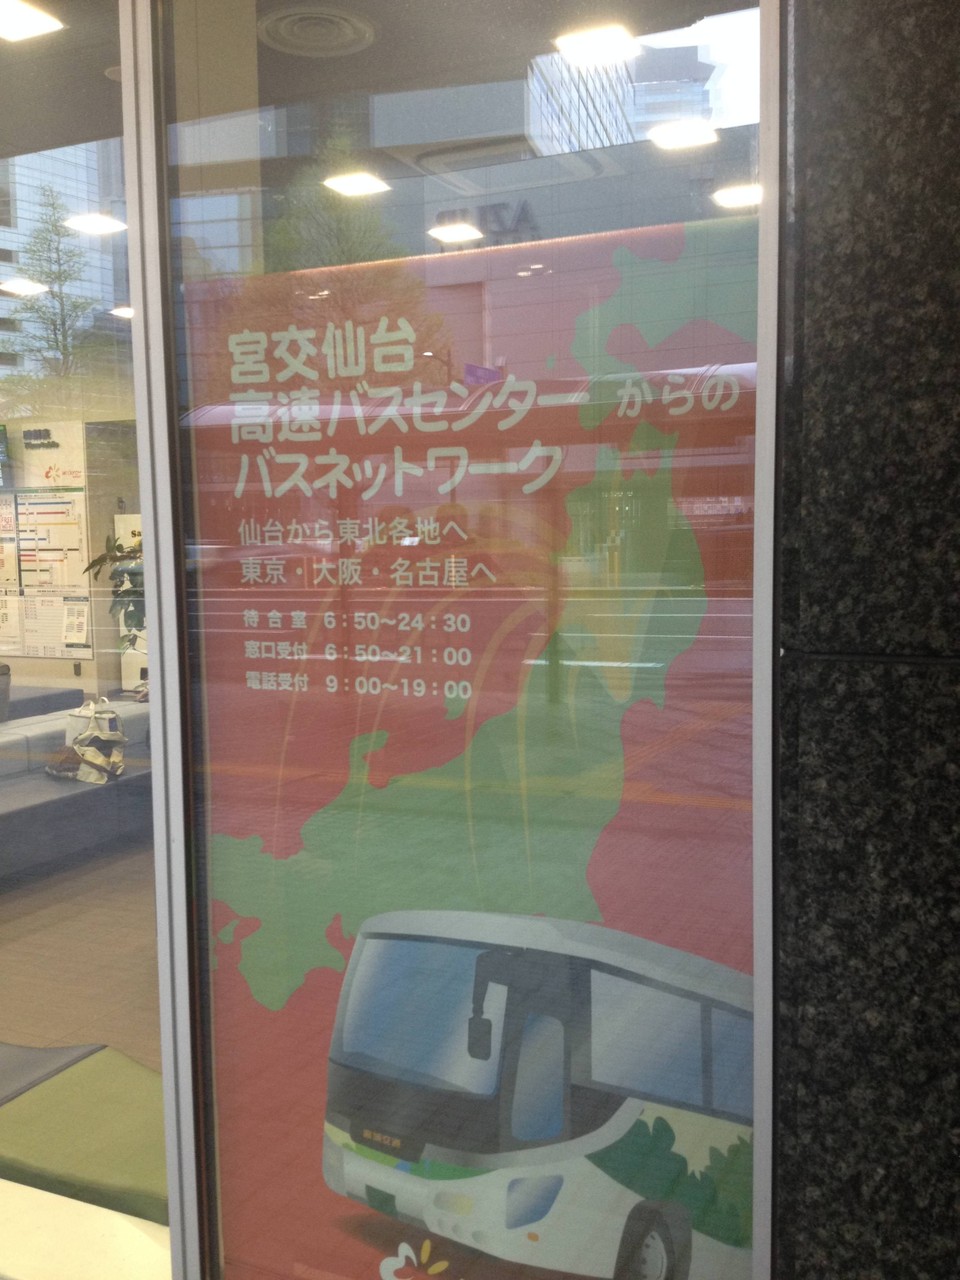 宮交仙台
高速バスセンター からの
バスネットワーク
仙台から東北各地へ
東京・大阪・名古屋へ
待合室 6:50〜24:30
窓口受付 6:50〜21:00
電話受付 9:00〜19:00
AZUR